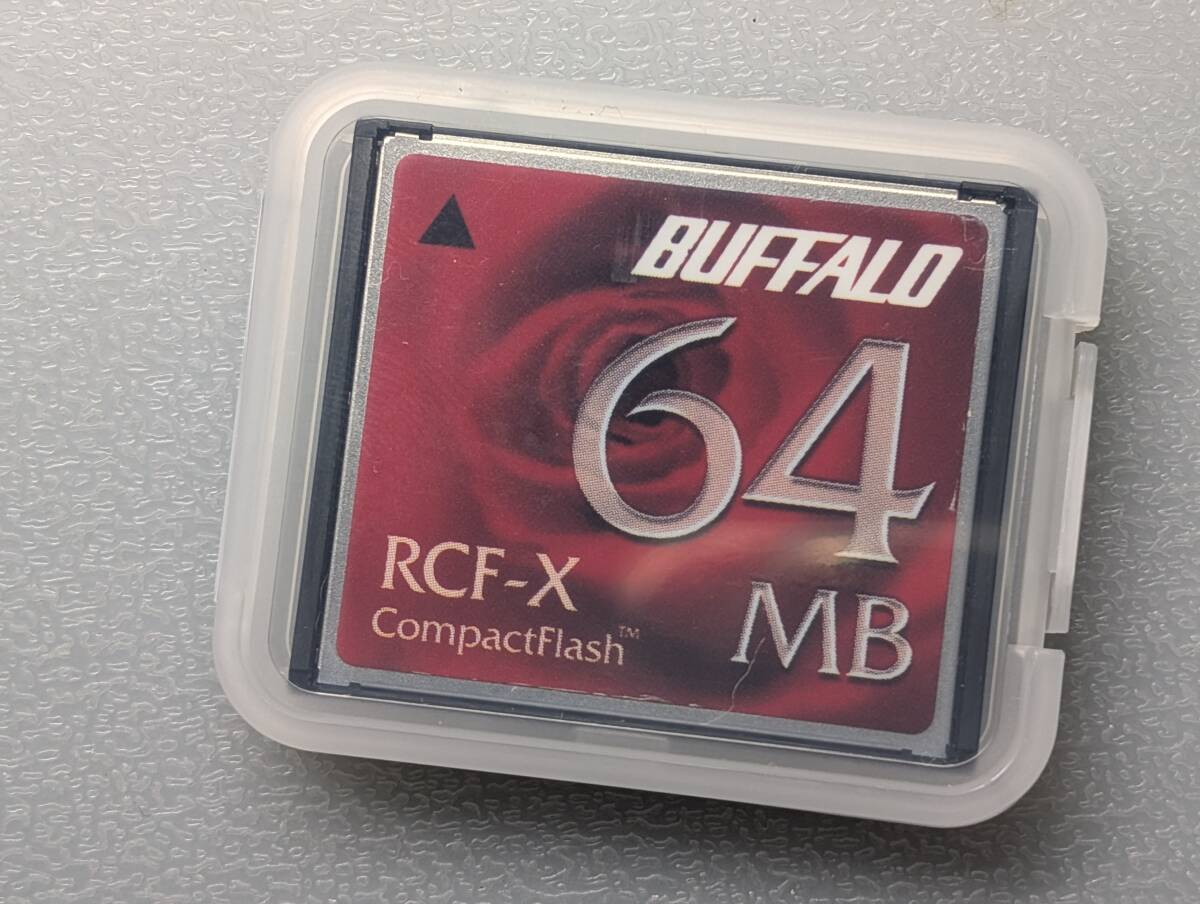 BUFFALO
64
MB
RCF-X
CompactFlash™